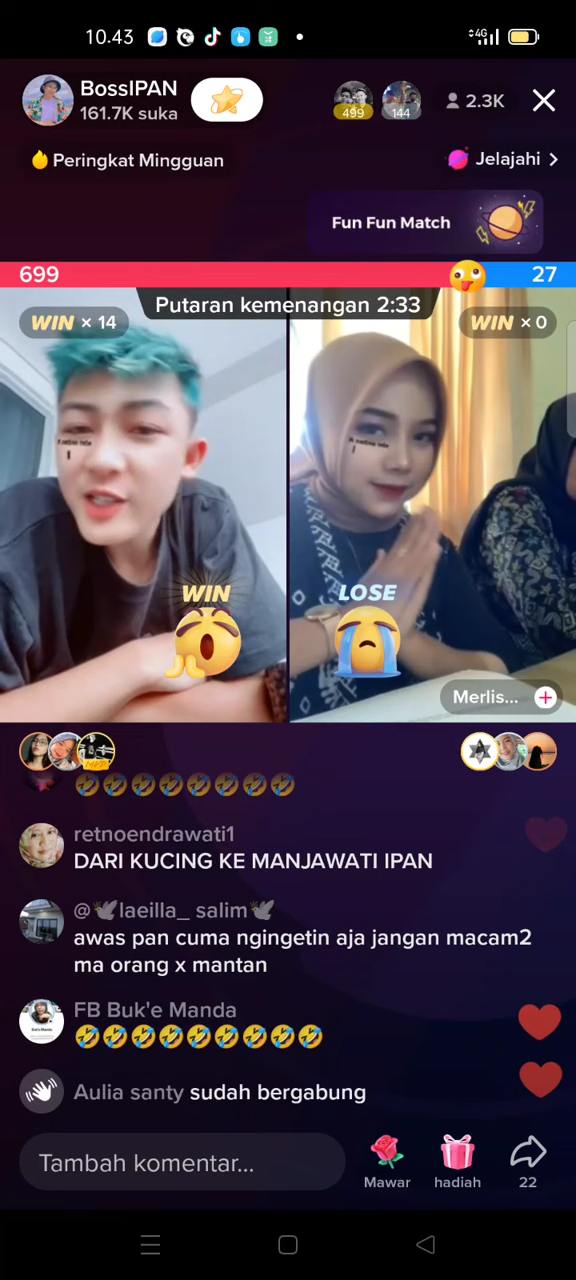 10.43
4G
BossIPAN
161.7K suka
499
144
2.3K
Peringkat Mingguan
Jelajahi >
Fun Fun Match
699
27
Putaran kemenangan 2:33
WIN × 14
WIN × 0
WIN
LOSE
Merlis...
🤣🤣🤣🤣🤣🤣🤣🤣
retnoendrawati1
DARI KUCING KE MANJAWATI IPAN
@🕊laeilla_ salim🕊
awas pan cuma ngingetin aja jangan macam2
ma orang x mantan
FB Buk'e Manda
🤣🤣🤣🤣🤣🤣🤣🤣🤣
Aulia santy sudah bergabung
Tambah komentar...
Mawar
hadiah
22